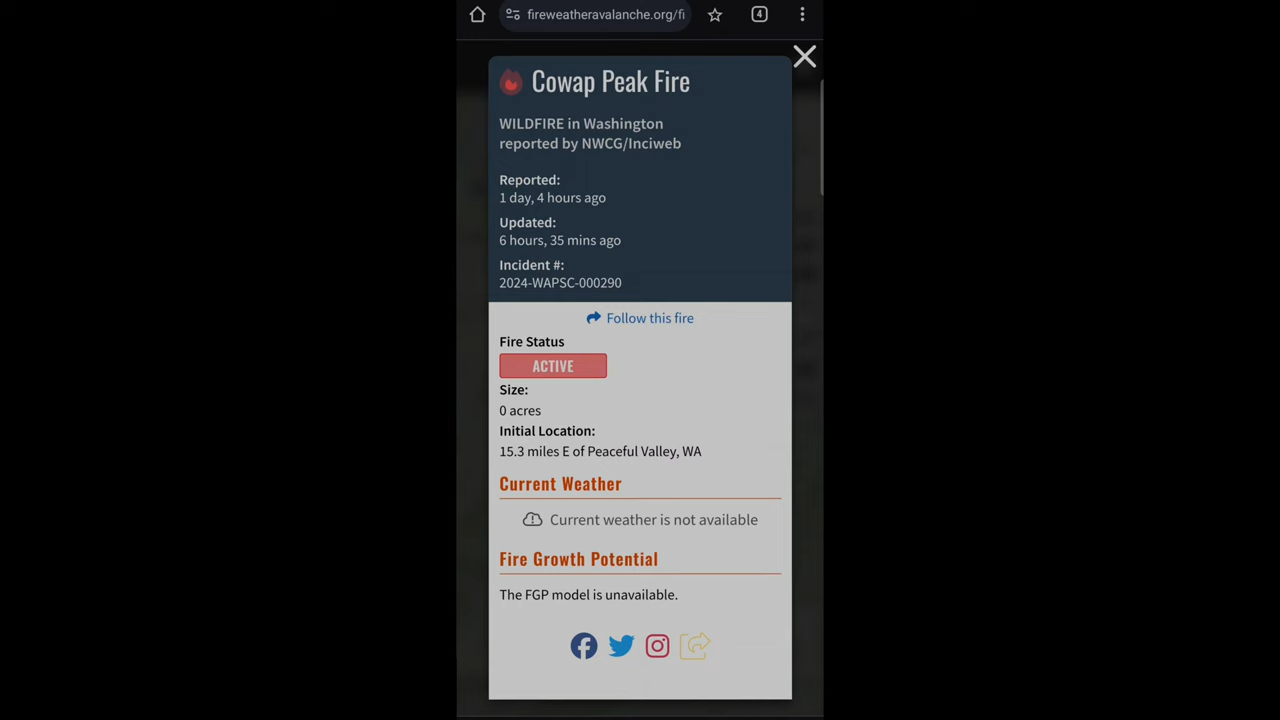 fireweatheravalanche.org/fi
4
Cowap Peak Fire
WILDFIRE in Washington
reported by NWCG/Inciweb
Reported:
1 day, 4 hours ago
Updated:
6 hours, 35 mins ago
Incident #:
2024-WAPSC-000290
Follow this fire
Fire Status
ACTIVE
Size:
0 acres
Initial Location:
15.3 miles E of Peaceful Valley, WA
Current Weather
Current weather is not available
Fire Growth Potential
The FGP model is unavailable.